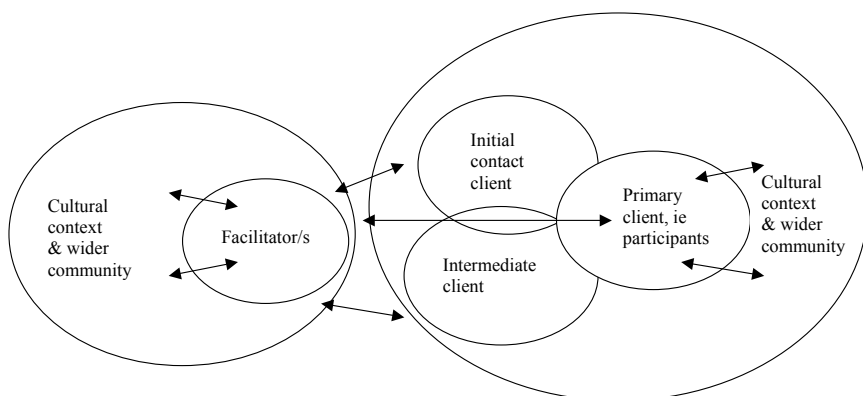 Cultural
context
& wider
community
Facilitator/s
Initial
contact
client
Intermediate
client
Primary
client, ie
participants
Cultural
context
& wider
community